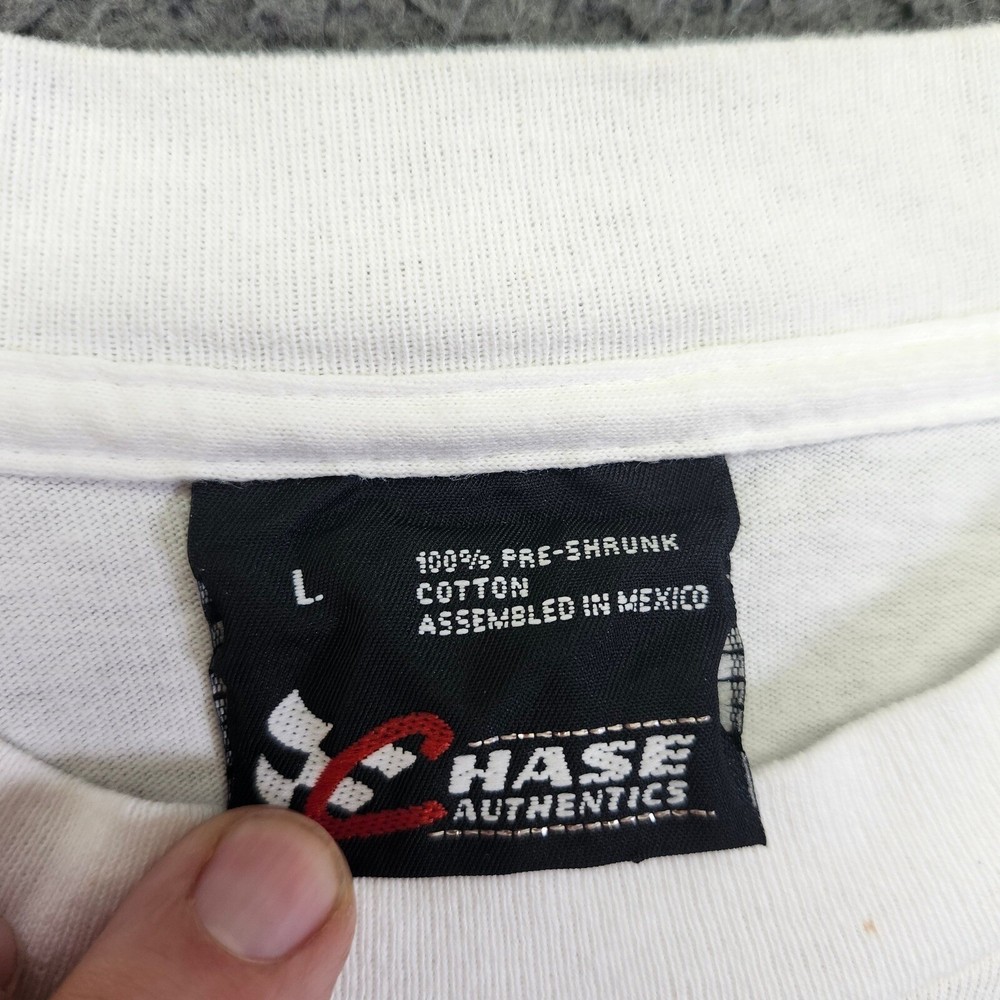 L
100% PRE-SHRUNK
COTTON
ASSEMBLED IN MEXICO
CHASE
AUTHENTICS